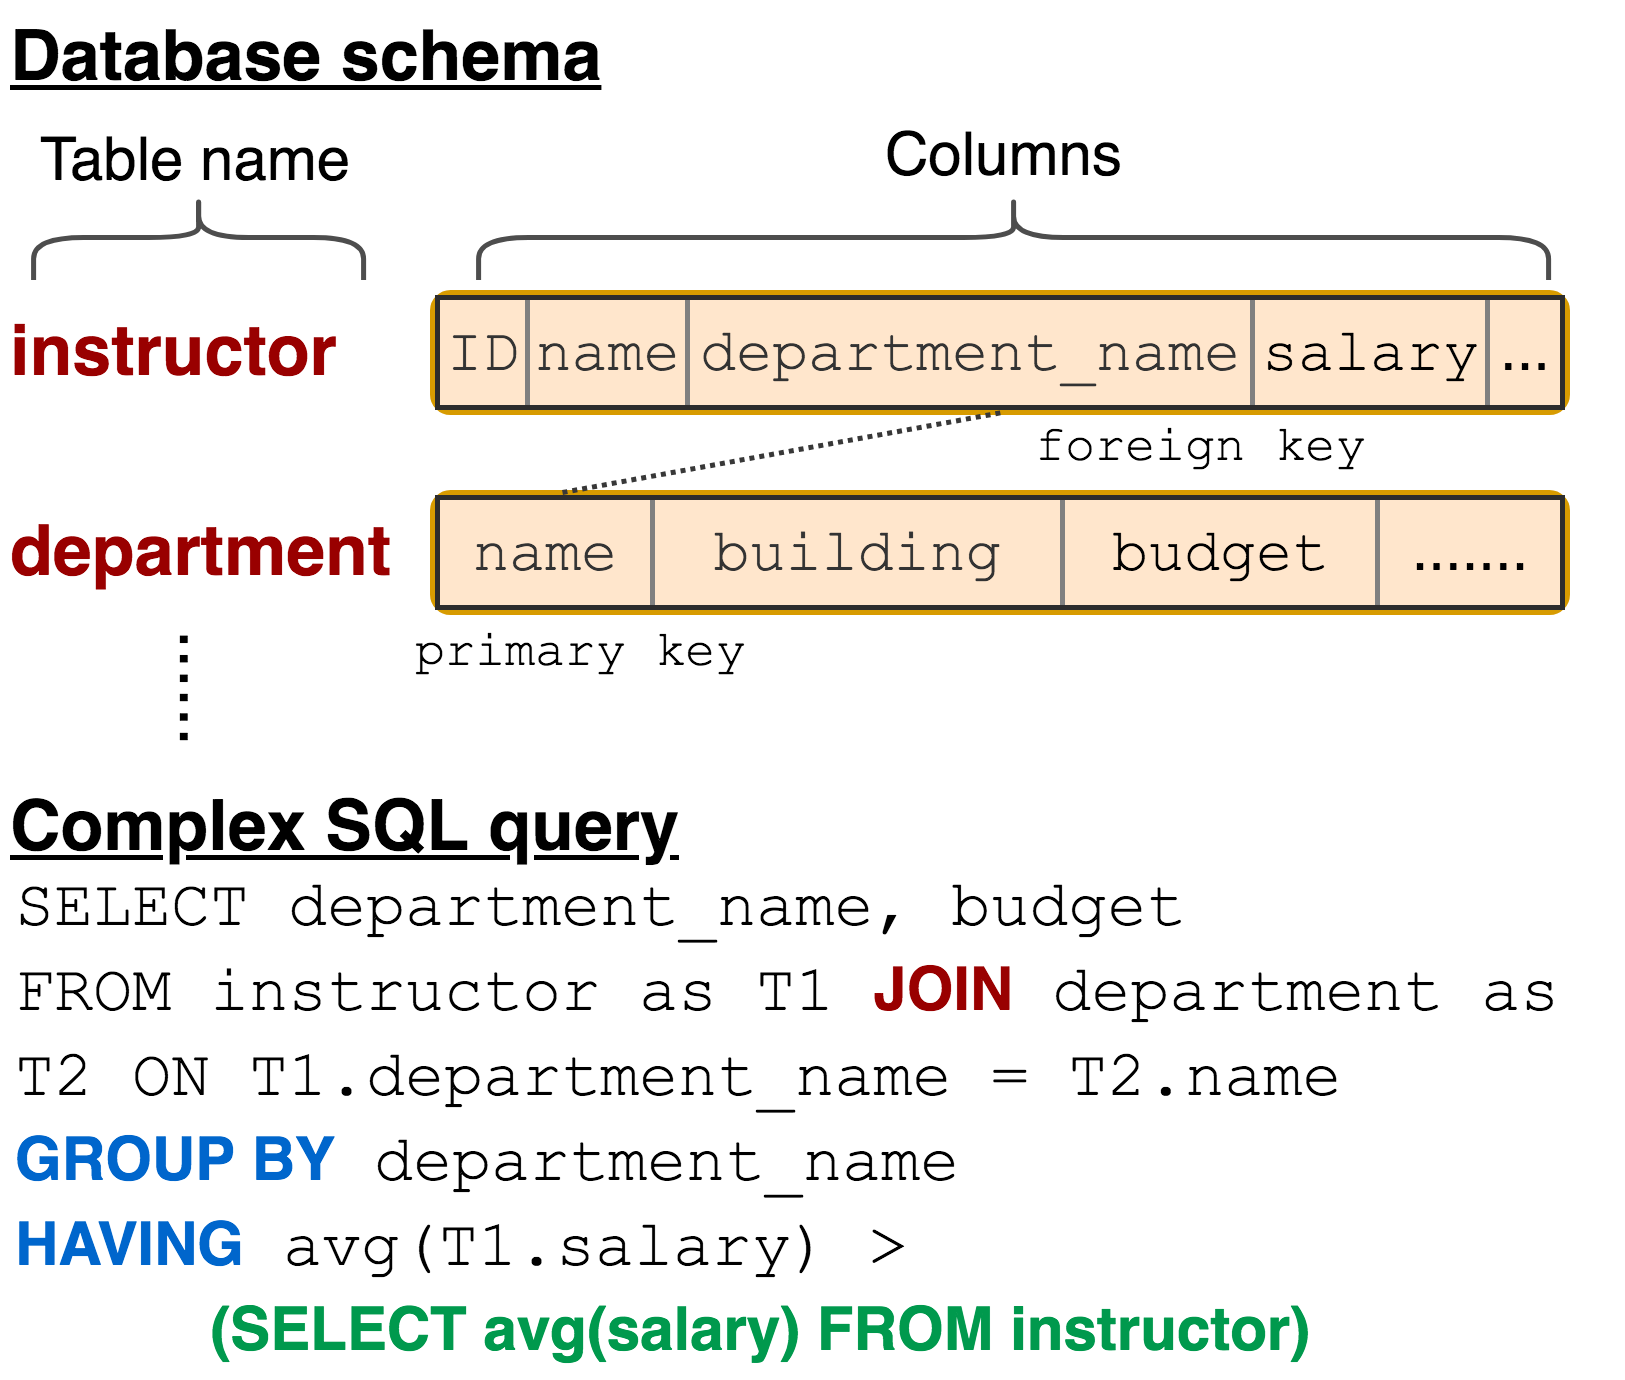 Database schema
Table name
Columns
instructor
ID name department_name salary ...
foreign key
department
name building budget .......
primary key
Complex SQL query
SELECT department_name, budget
FROM instructor as T1 JOIN department as
T2 ON T1.department_name = T2.name
GROUP BY department_name
HAVING avg(T1.salary) >
(SELECT avg(salary) FROM instructor)